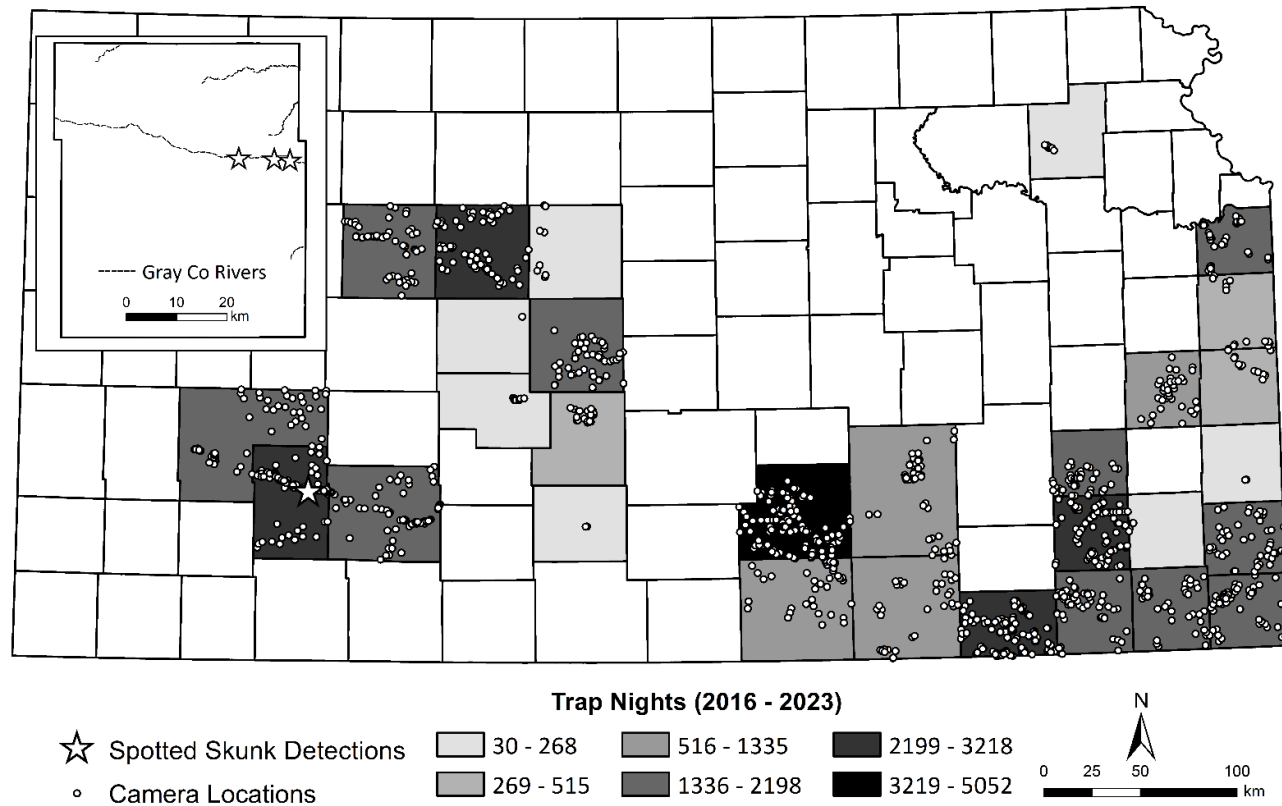 Gray Co Rivers
0 10 20
km
Trap Nights (2016 - 2023)
N
Spotted Skunk Detections
30 - 268
516 - 1335
2199 - 3218
Camera Locations
269 - 515
1336 - 2198
3219 - 5052
0 25 50 100
km